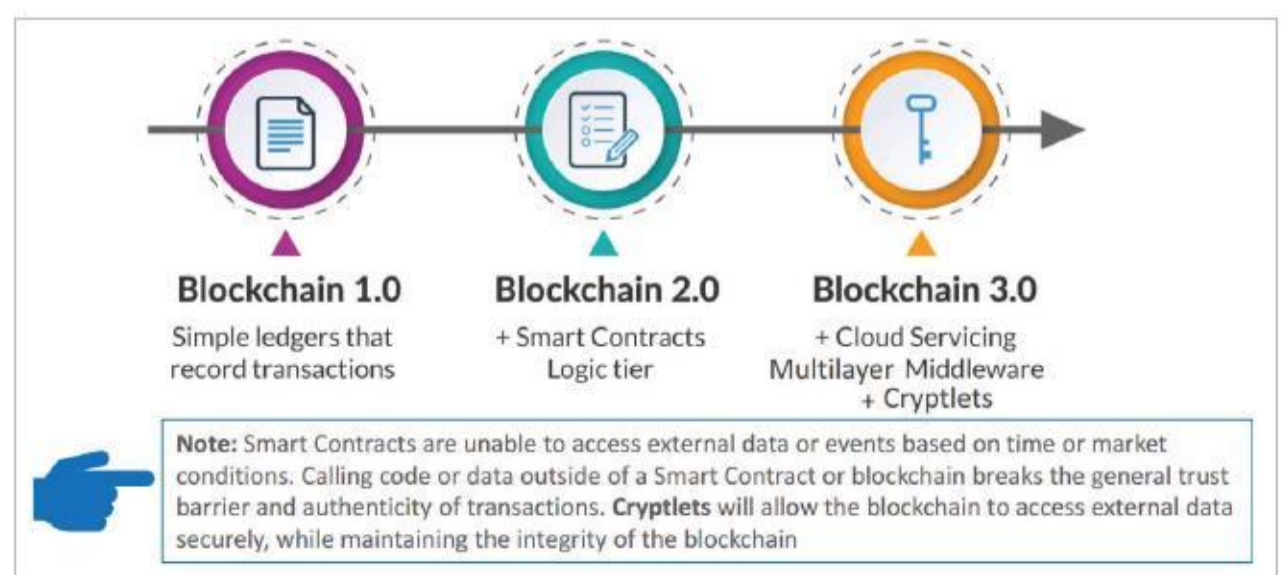 Blockchain 1.0
Simple ledgers that
record transactions
Blockchain 2.0
+ Smart Contracts
Logic tier
Blockchain 3.0
+ Cloud Servicing
Multilayer Middleware
+ Cryptlets
Note: Smart Contracts are unable to access external data or events based on time or market
conditions. Calling code or data outside of a Smart Contract or blockchain breaks the general trust
barrier and authenticity of transactions. Cryptlets will allow the blockchain to access external data
securely, while maintaining the integrity of the blockchain